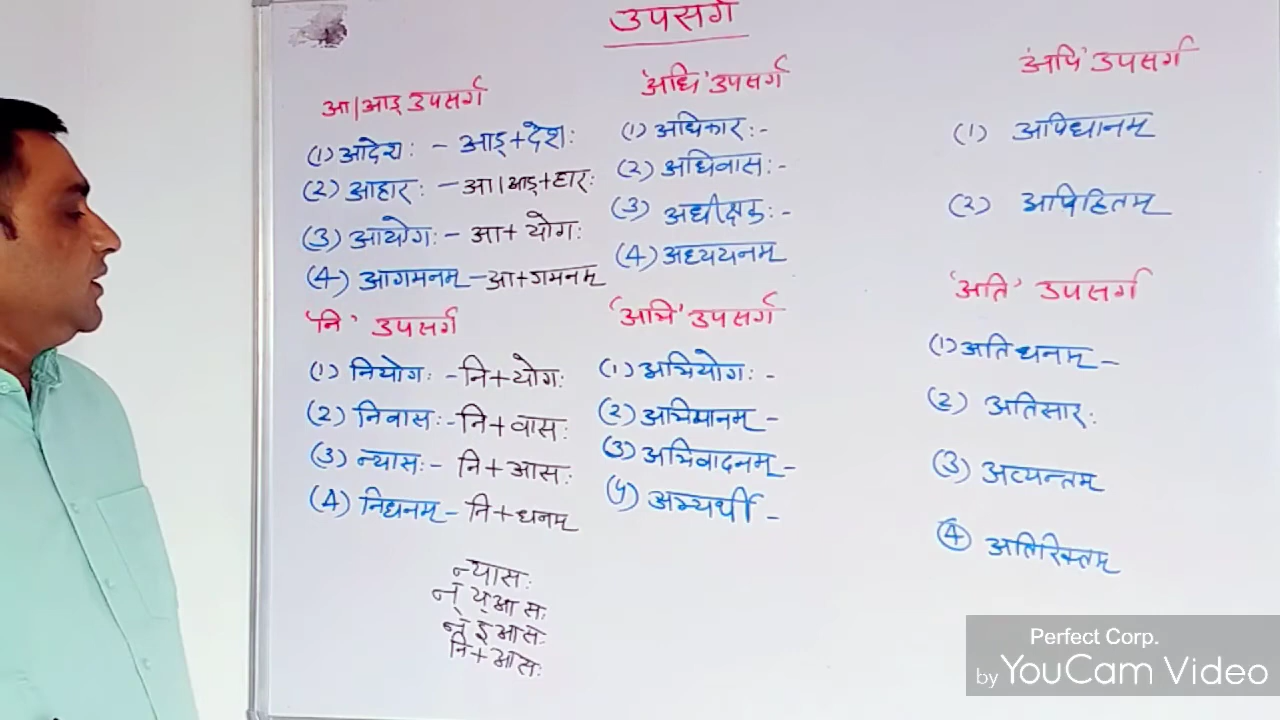 उपसर्ग
आ/आङ् उपसर्ग
(1) आदेशः - आङ्+देशः
(2) आहारः - आ/आङ्+हारः
(3) आयोगः - आ+योगः
(4) आगमनम् - आ+गमनम्
'नि' उपसर्ग
(1) नियोगः - नि+योगः
(2) निवासः - नि+वासः
(3) न्यासः - नि+आसः
(4) निधनम् - नि+धनम्
न्यासः
न् य् आ सः
न् इ आसः
नि+आसः
'अधि' उपसर्ग
(1) अधिकारः -
(2) अधिवासः -
(3) अधीक्षकः -
(4) अध्ययनम्
'अभि' उपसर्ग
(1) अभियोगः -
(2) अभिमानम् -
(3) अभिवादनम् -
(4) अभ्यर्थी -
'अपि' उपसर्ग
(1) अपिधानम्
(2) अपिहितम्
'अति' उपसर्ग
(1) अतिधनम् -
(2) अतिसारः
(3) अत्यन्तम्
(4) अतिरिक्तम्
Perfect Corp.
by YouCam Video